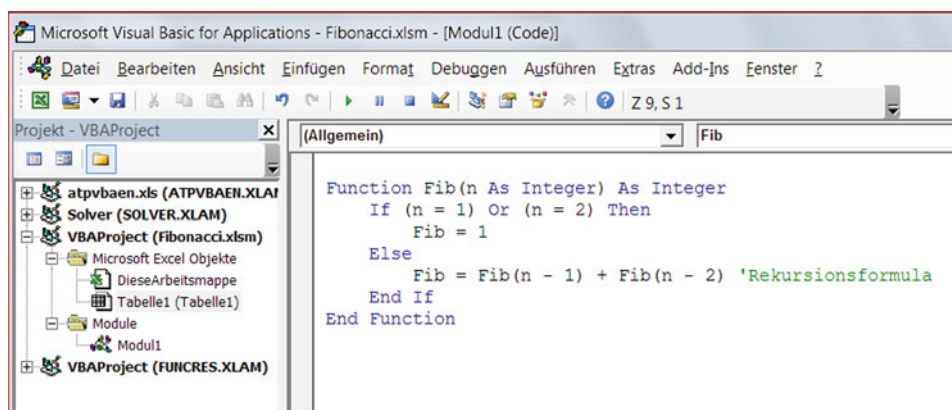 Microsoft Visual Basic for Applications - Fibonacci.xlsm - [Modul1 (Code)]
Datei Bearbeiten Ansicht Einfügen Format Debuggen Ausführen Extras Add-Ins Fenster ?
Z 9, S 1
Projekt - VBAProject
(Allgemein) Fib
atpvbaen.xls (ATPVBAEN.XLAM
Solver (SOLVER.XLAM)
VBAProject (Fibonacci.xlsm)
Microsoft Excel Objekte
DieseArbeitsmappe
Tabelle1 (Tabelle1)
Module
Modul1
VBAProject (FUNCRES.XLAM)
Function Fib(n As Integer) As Integer
If (n = 1) Or (n = 2) Then
Fib = 1
Else
Fib = Fib(n - 1) + Fib(n - 2) 'Rekursionsformula
End If
End Function